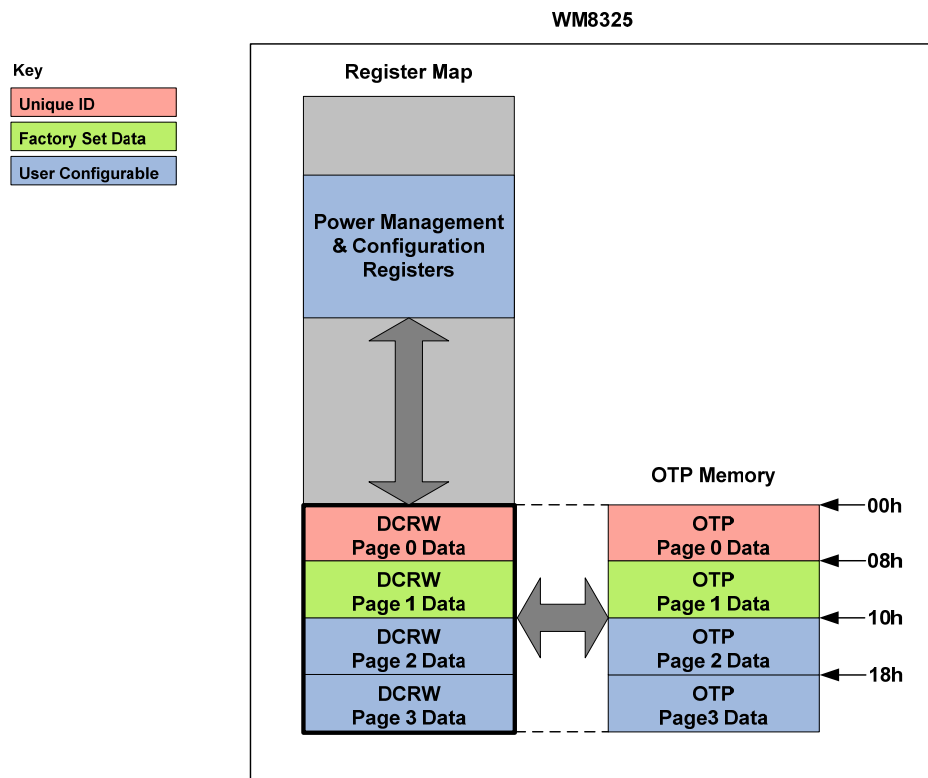 WM8325
Key
Unique ID
Factory Set Data
User Configurable
Register Map
Power Management
& Configuration
Registers
OTP Memory
DCRW
Page 0 Data
DCRW
Page 1 Data
DCRW
Page 2 Data
DCRW
Page 3 Data
OTP
Page 0 Data
OTP
Page 1 Data
OTP
Page 2 Data
OTP
Page3 Data
00h
08h
10h
18h